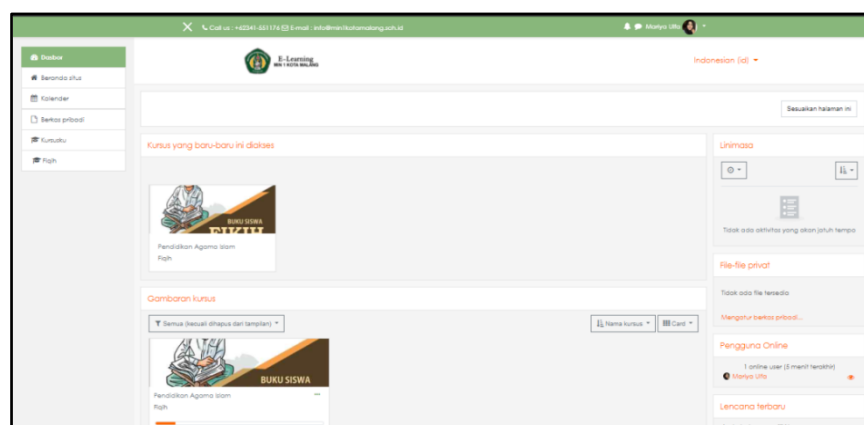 Call us : +62341-551176 E-mail : info@min1kotamalang.sch.id
Mariya Ulfa
Dasbor
Beranda situs
Kalender
Berkas pribadi
Kursusku
Fiqih
E-Learning
MIN 1 KOTA MALANG
Indonesian (id)
Sesuaikan halaman ini
Kursus yang baru-baru ini diakses
BUKU SISWA
FIKIH
Pendidikan Agama Islam
Fiqih
Gambaran kursus
Semua (kecuali dihapus dari tampilan)
Nama kursus
Card
BUKU SISWA
Pendidikan Agama Islam
Fiqih
Linimasa
Tidak ada aktivitas yang akan jatuh tempo
File-file privat
Tidak ada file tersedia
Mengatur berkas pribadi...
Pengguna Online
1 online user (5 menit terakhir)
Mariya Ulfa
Lencana terbaru